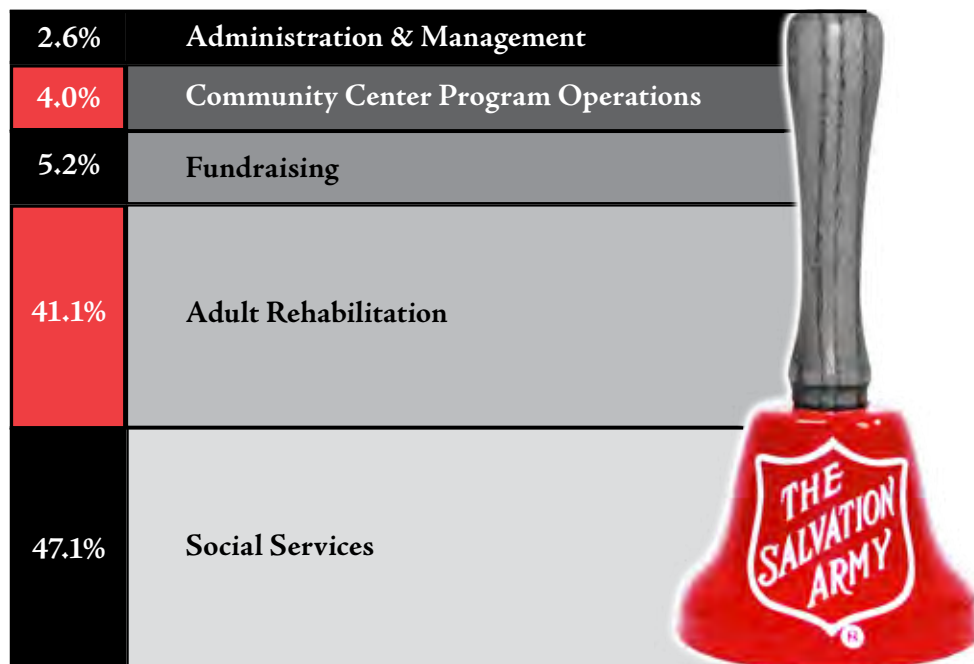 2.6% Administration & Management
4.0% Community Center Program Operations
5.2% Fundraising
41.1% Adult Rehabilitation
47.1% Social Services
THE
SALVATION
ARMY
®